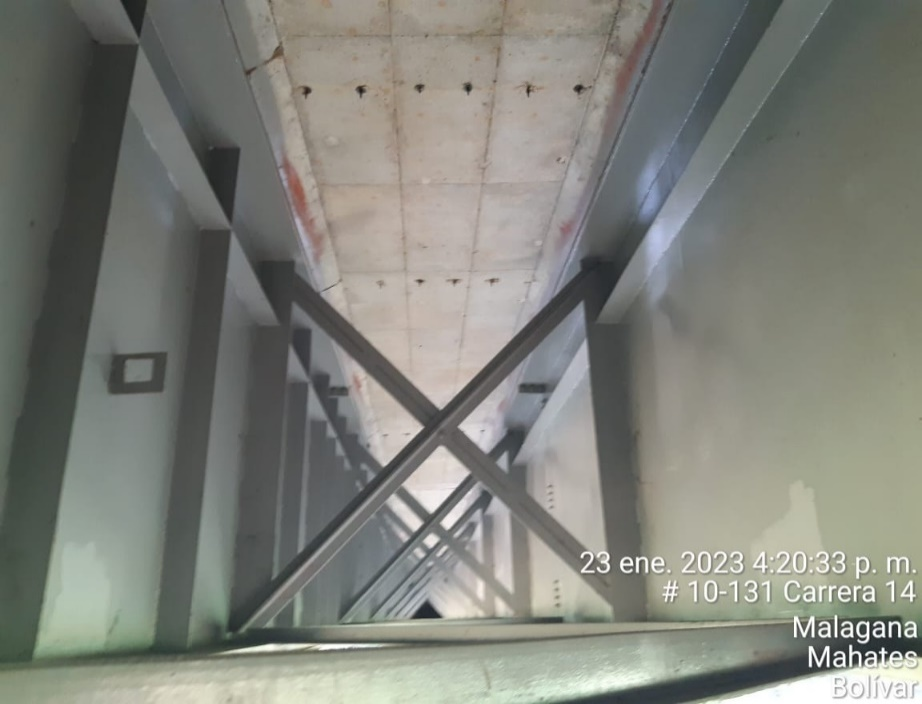 23 ene. 2023 4:20:33 p. m.
# 10-131 Carrera 14
Malagana
Mahates
Bolívar